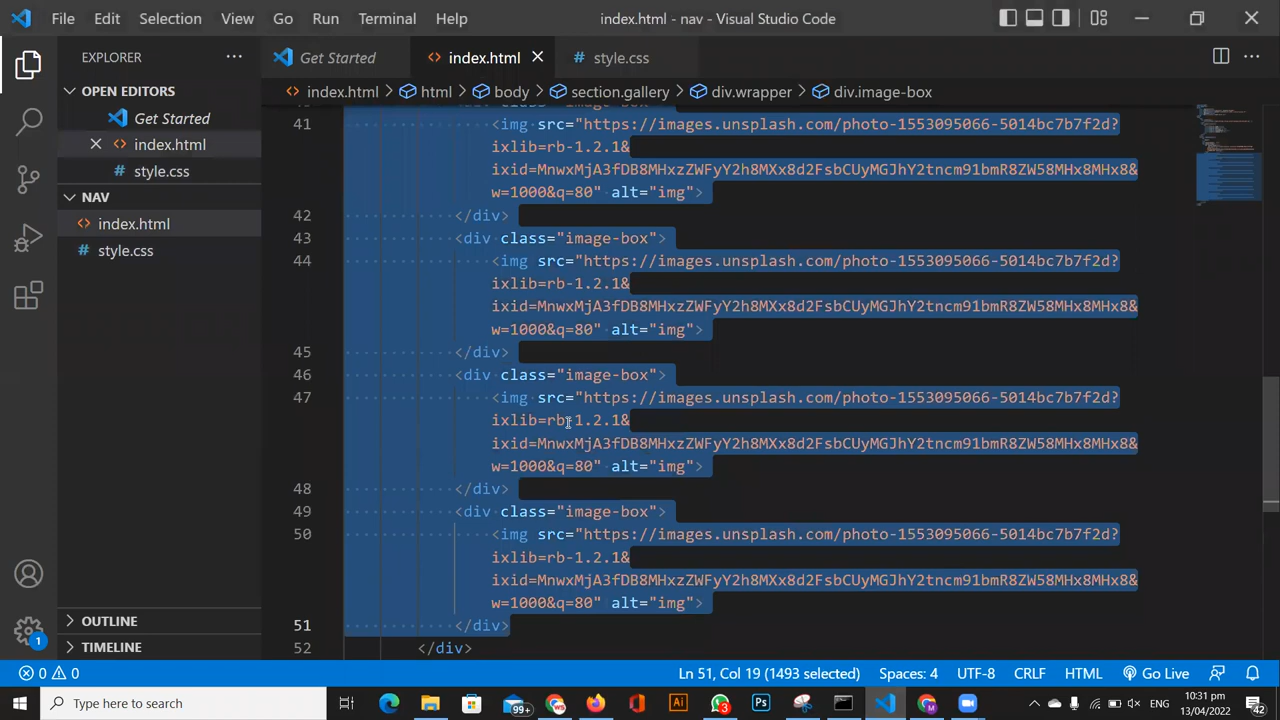 File Edit Selection View Go Run Terminal Help index.html - nav - Visual Studio Code
EXPLORER
Get Started index.html style.css
index.html > html > body > section.gallery > div.wrapper > div.image-box
OPEN EDITORS
Get Started
index.html
style.css
NAV
index.html
style.css
OUTLINE
TIMELINE
41 <img src="https://images.unsplash.com/photo-1553095066-5014bc7b7f2d?
ixlib=rb-1.2.1&
ixid=MnwxMjA3fDB8MHxzZWFyY2h8MXx8d2FsbCUyMGJhY2tncm91bmR8ZW58MHx8MHx8&
w=1000&q=80" alt="img">
42 </div>
43 <div class="image-box">
44 <img src="https://images.unsplash.com/photo-1553095066-5014bc7b7f2d?
ixlib=rb-1.2.1&
ixid=MnwxMjA3fDB8MHxzZWFyY2h8MXx8d2FsbCUyMGJhY2tncm91bmR8ZW58MHx8MHx8&
w=1000&q=80" alt="img">
45 </div>
46 <div class="image-box">
47 <img src="https://images.unsplash.com/photo-1553095066-5014bc7b7f2d?
ixlib=rb-1.2.1&
ixid=MnwxMjA3fDB8MHxzZWFyY2h8MXx8d2FsbCUyMGJhY2tncm91bmR8ZW58MHx8MHx8&
w=1000&q=80" alt="img">
48 </div>
49 <div class="image-box">
50 <img src="https://images.unsplash.com/photo-1553095066-5014bc7b7f2d?
ixlib=rb-1.2.1&
ixid=MnwxMjA3fDB8MHxzZWFyY2h8MXx8d2FsbCUyMGJhY2tncm91bmR8ZW58MHx8MHx8&
w=1000&q=80" alt="img">
51 </div>
52 </div>
0 0 Ln 51, Col 19 (1493 selected) Spaces: 4 UTF-8 CRLF HTML Go Live
Type here to search 99+ Ai 3 Ps ENG 10:31 pm
13/04/2022 42